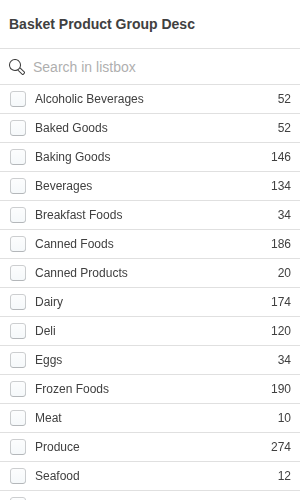 Basket Product Group Desc
Search in listbox
Alcoholic Beverages 52
Baked Goods 52
Baking Goods 146
Beverages 134
Breakfast Foods 34
Canned Foods 186
Canned Products 20
Dairy 174
Deli 120
Eggs 34
Frozen Foods 190
Meat 10
Produce 274
Seafood 12